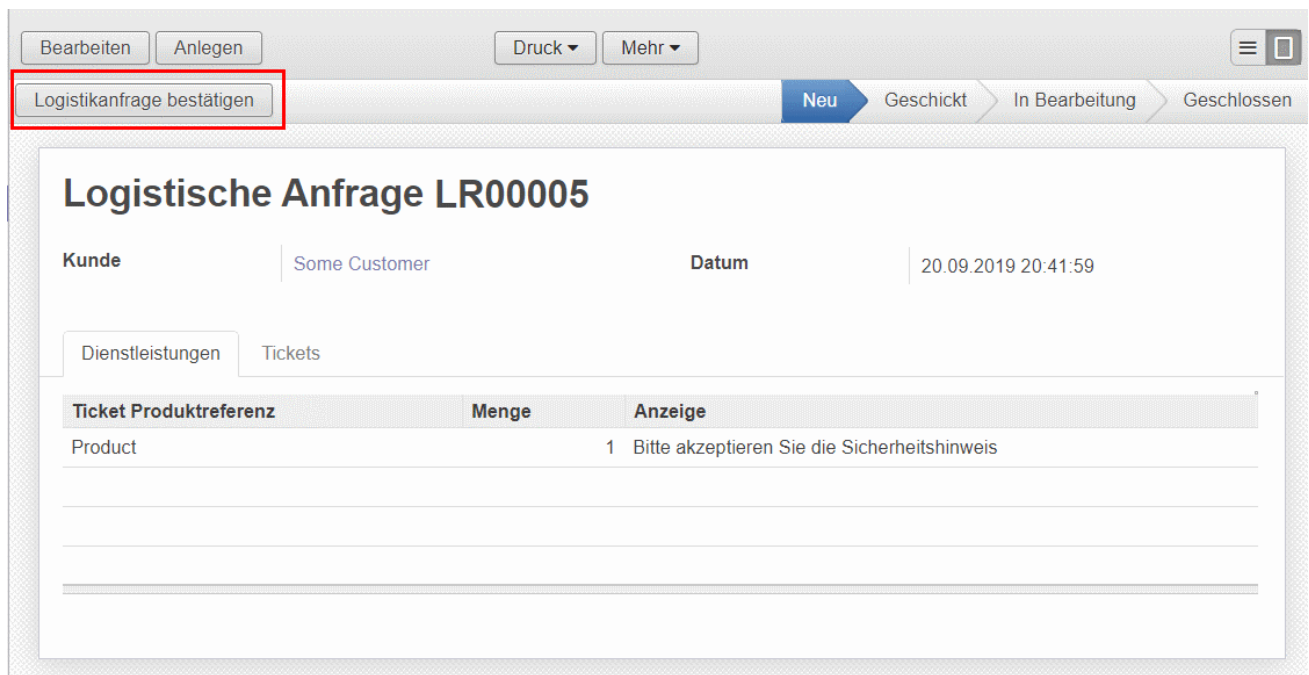 Bearbeiten Anlegen Druck Mehr
Logistikanfrage bestätigen Neu Geschickt In Bearbeitung Geschlossen
Logistische Anfrage LR00005
Kunde Some Customer Datum 20.09.2019 20:41:59
Dienstleistungen Tickets
Ticket Produktreferenz Menge Anzeige
Product 1 Bitte akzeptieren Sie die Sicherheitshinweis